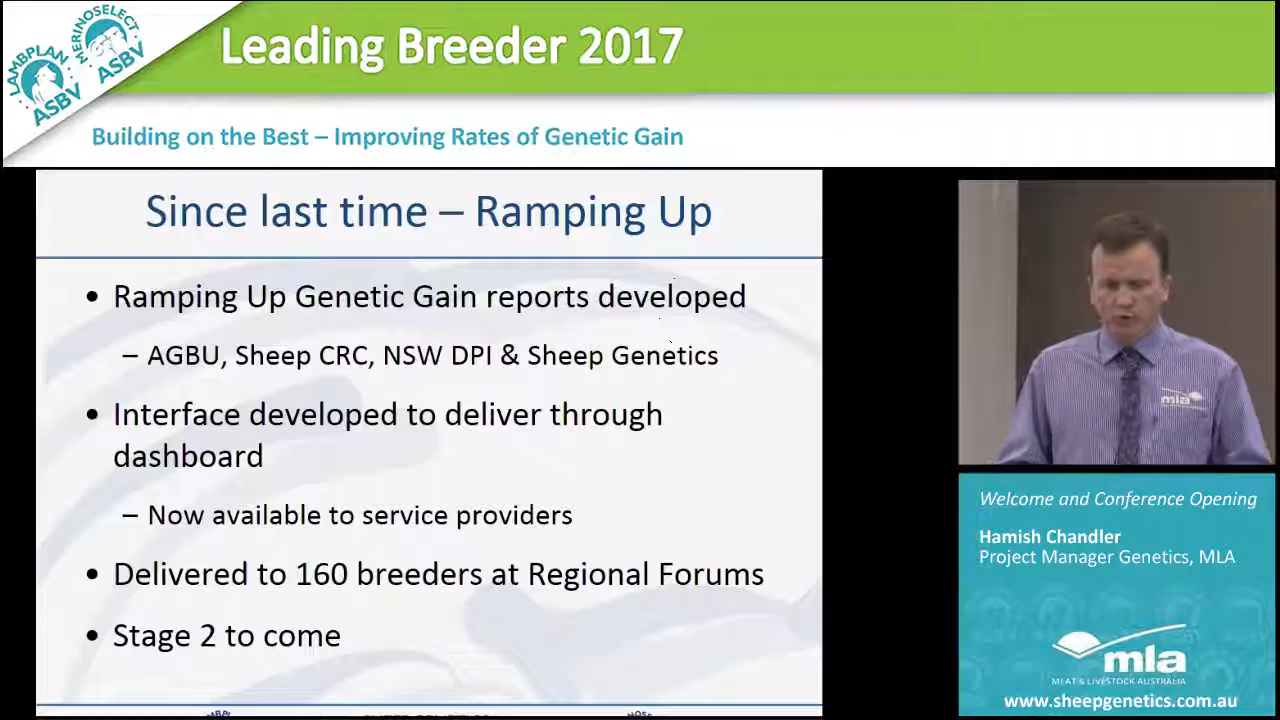 LAMBPLAN
ASBV
MERINOSELECT
ASBV
Leading Breeder 2017
Building on the Best – Improving Rates of Genetic Gain
Since last time – Ramping Up
• Ramping Up Genetic Gain reports developed
– AGBU, Sheep CRC, NSW DPI & Sheep Genetics
• Interface developed to deliver through
dashboard
– Now available to service providers
• Delivered to 160 breeders at Regional Forums
• Stage 2 to come
mla
Welcome and Conference Opening
Hamish Chandler
Project Manager Genetics, MLA
mla
MEAT & LIVESTOCK AUSTRALIA
www.sheepgenetics.com.au